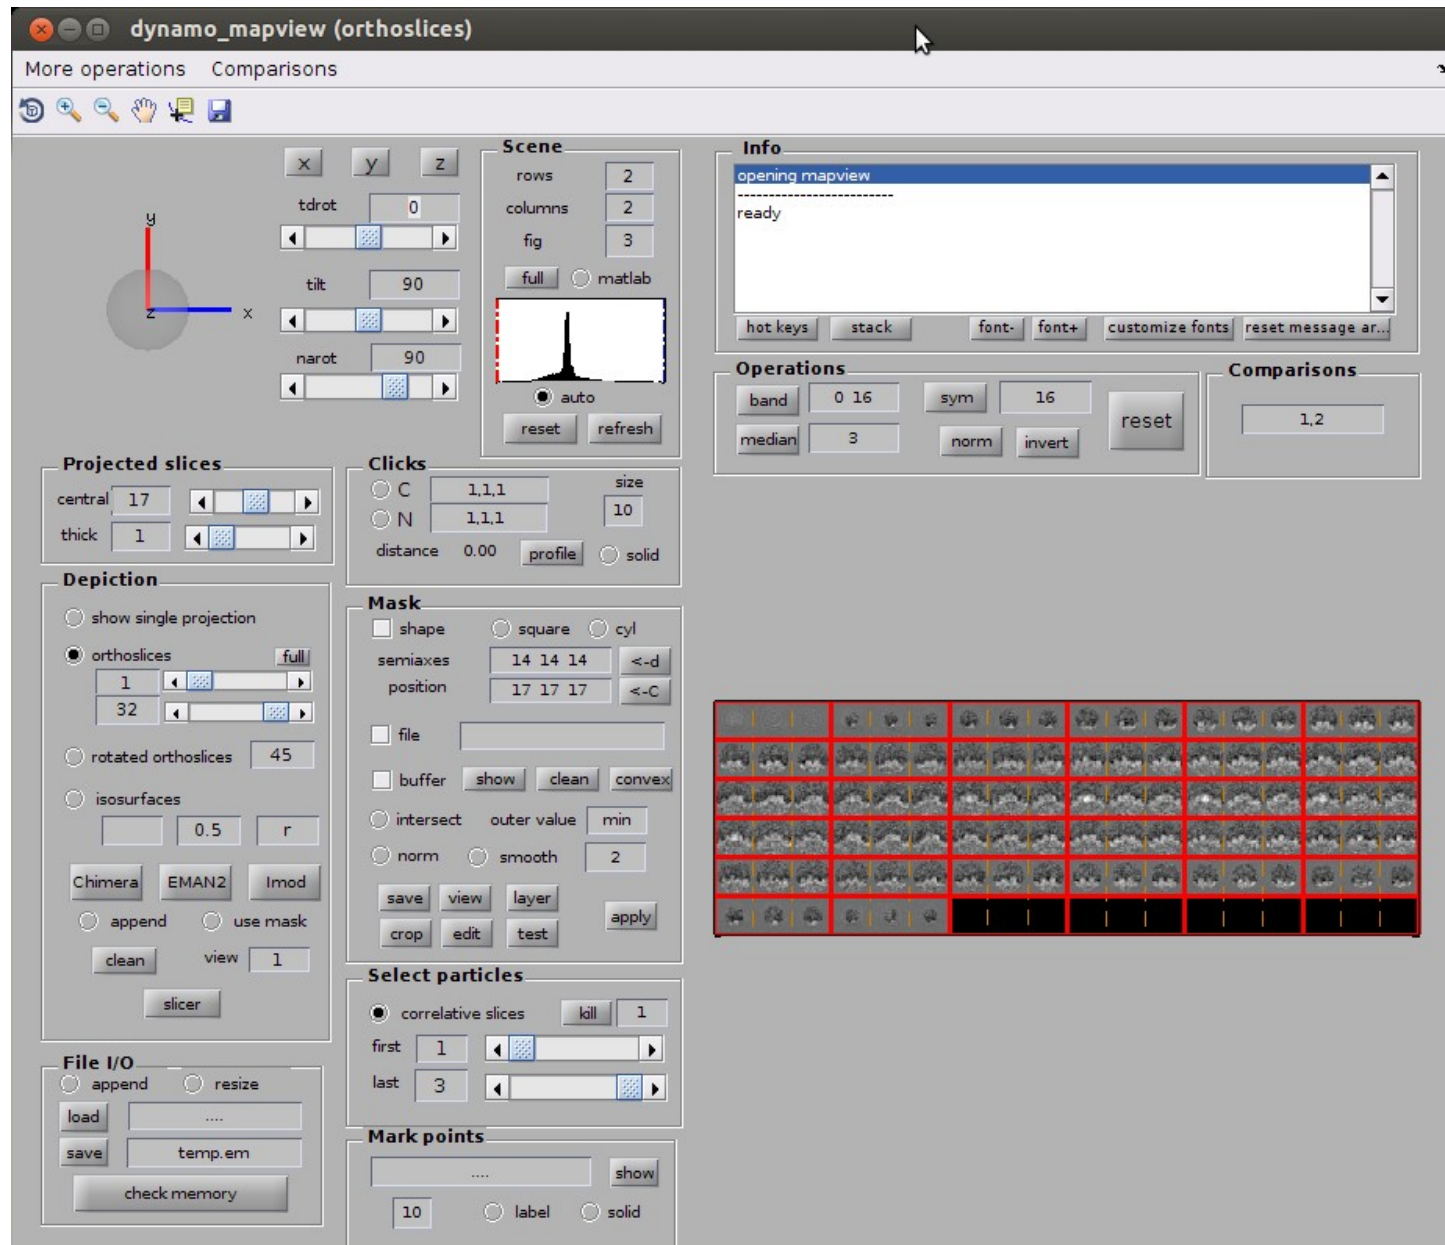 dynamo_mapview (orthoslices)
More operations Comparisons
x y z
tdrot 0
tilt 90
narot 90
y
z x
Scene
rows 2
columns 2
fig 3
full matlab
auto
reset refresh
Info
opening mapview
-------------------------
ready
hot keys stack font- font+ customize fonts reset message ar...
Operations
band 0 16 sym 16 reset
median 3 norm invert
Comparisons
1,2
Projected slices
central 17
thick 1
Clicks
C 1,1,1 size
N 1,1,1 10
distance 0.00 profile solid
Depiction
show single projection
orthoslices full
1
32
rotated orthoslices 45
isosurfaces
0.5 r
Chimera EMAN2 Imod
append use mask
clean view 1
slicer
Mask
shape square cyl
semiaxes 14 14 14 <-d
position 17 17 17 <-C
file
buffer show clean convex
intersect outer value min
norm smooth 2
save view layer
crop edit test apply
Select particles
correlative slices kill 1
first 1
last 3
File I/O
append resize
load ....
save temp.em
check memory
Mark points
.... show
10 label solid